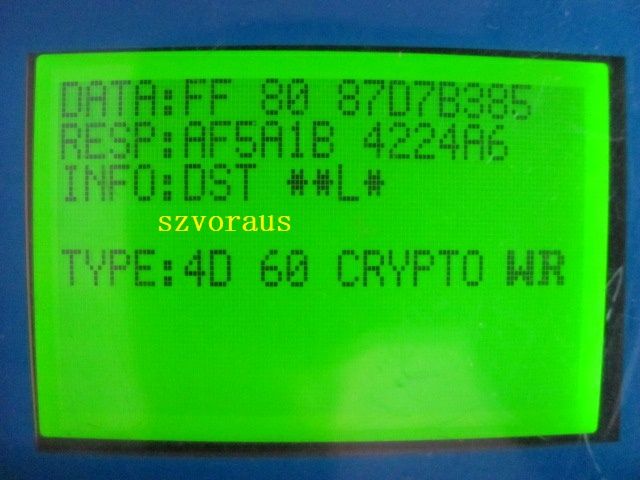 DATA:FF 80 87D7B385
RESP:AF5A1B 4224A6
INFO:DST **L*
szvoraus
TYPE:4D 60 CRYPTO WR